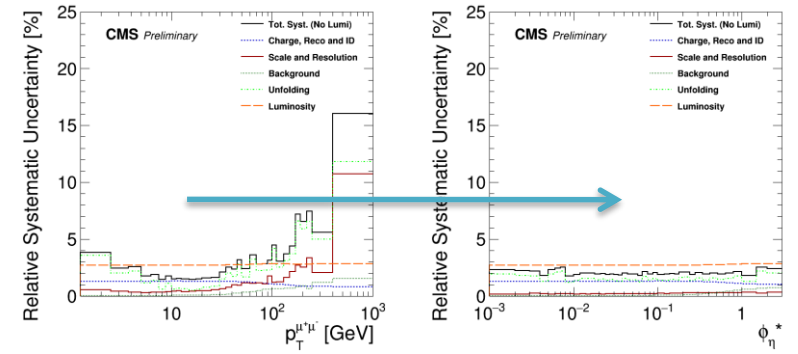 Relative Systematic Uncertainty [%]
25
20
15
10
5
0
CMS Preliminary
Tot. Syst. (No Lumi)
Charge, Reco and ID
Scale and Resolution
Background
Unfolding
Luminosity
10
10²
10³
p_T^{μ⁺μ⁻} [GeV]
Relative Systematic Uncertainty [%]
25
20
15
10
5
0
CMS Preliminary
Tot. Syst. (No Lumi)
Charge, Reco and ID
Scale and Resolution
Background
Unfolding
Luminosity
10⁻³
10⁻²
10⁻¹
1
ϕ_η*